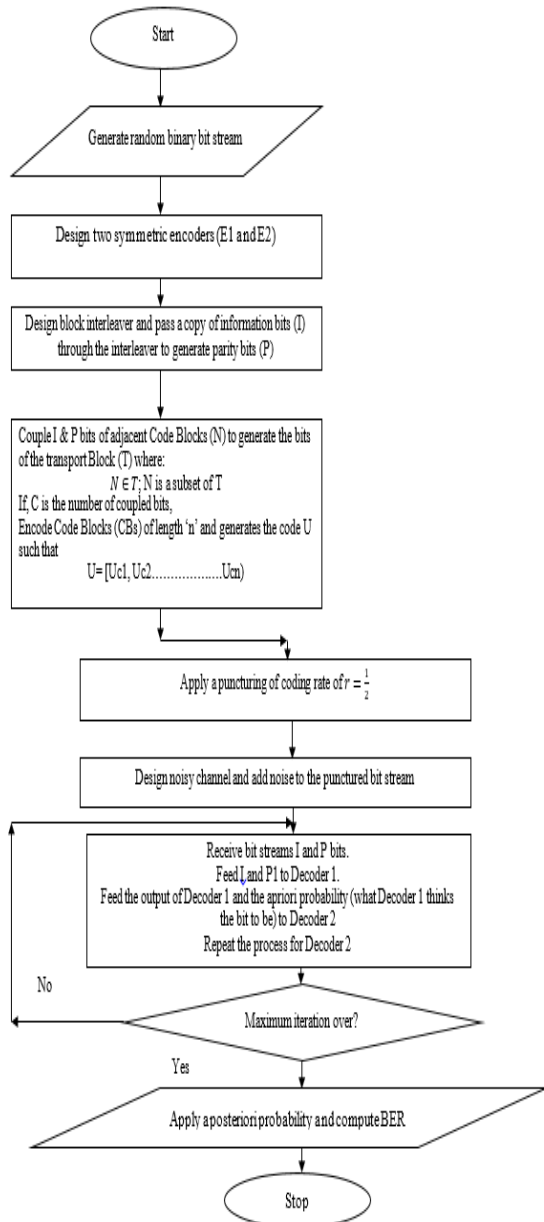 Start
Generate random binary bit stream
Design two symmetric encoders (E1 and E2)
Design block interleaver and pass a copy of information bits (I)
through the interleaver to generate parity bits (P)
Couple I & P bits of adjacent Code Blocks (N) to generate the bits
of the transport Block (T) where:
N ∈ T; N is a subset of T
If, C is the number of coupled bits,
Encode Code Blocks (CBs) of length ‘n’ and generates the code U
such that
U= [Uc1, Uc2...................Ucn)
Apply a puncturing of coding rate of r = 1/2
Design noisy channel and add noise to the punctured bit stream
Receive bit streams I and P bits.
Feed I and P1 to Decoder 1.
Feed the output of Decoder 1 and the apriori probability (what Decoder 1 thinks
the bit to be) to Decoder 2
Repeat the process for Decoder 2
No
Maximum iteration over?
Yes
Apply a posteriori probability and compute BER
Stop